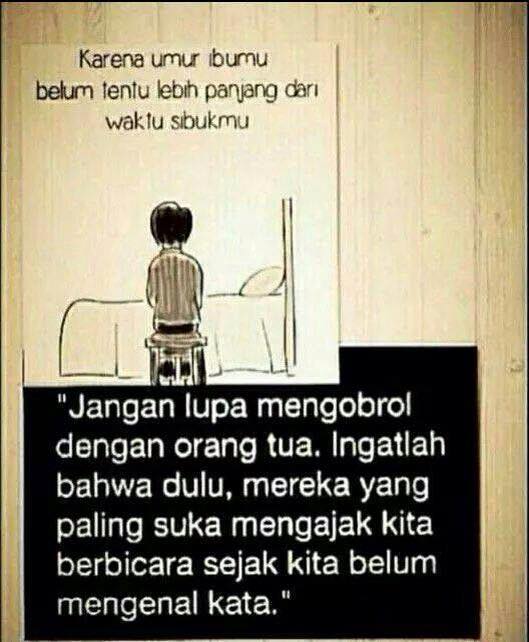 Karena umur ibumu
belum tentu lebih panjang dari
waktu sibukmu
"Jangan lupa mengobrol
dengan orang tua. Ingatlah
bahwa dulu, mereka yang
paling suka mengajak kita
berbicara sejak kita belum
mengenal kata."